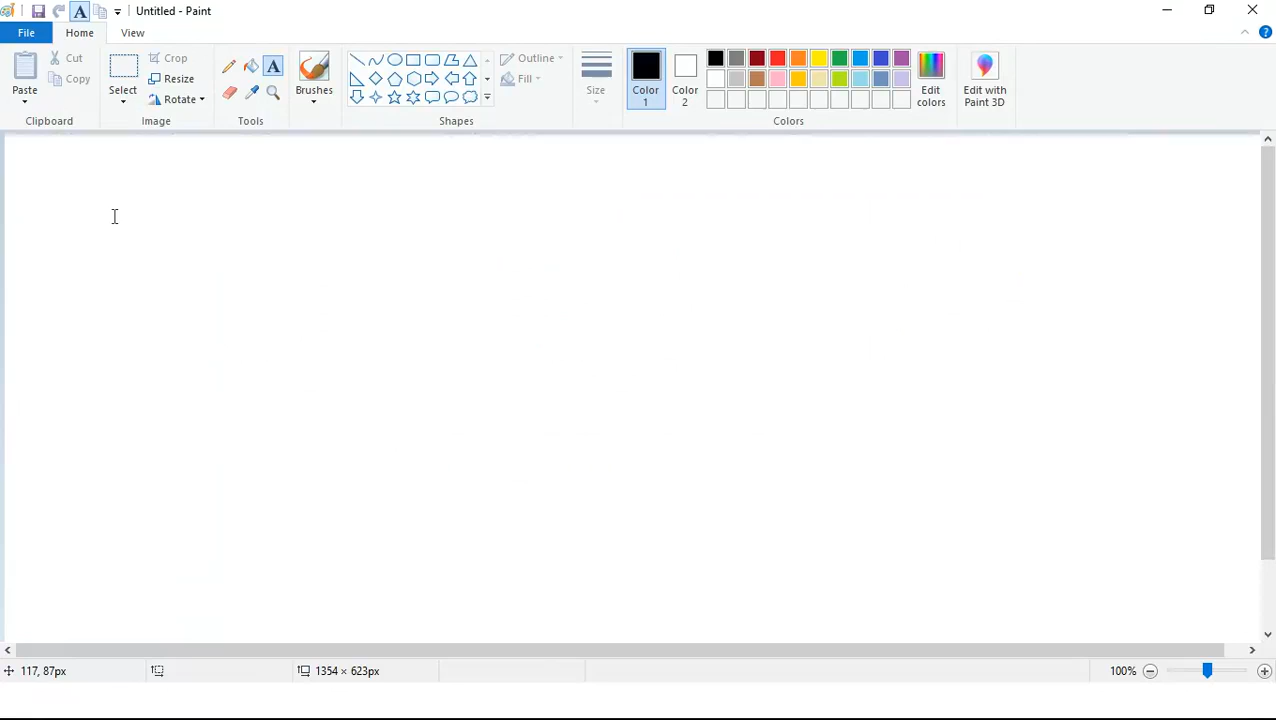 Untitled - Paint
File Home View
Paste Cut Copy
Clipboard
Select Crop Resize Rotate
Image
A
Tools
Brushes
Shapes
Outline Fill
Size
Color 1 Color 2
Edit colors
Colors
Edit with Paint 3D
117, 87px 1354 × 623px 100%